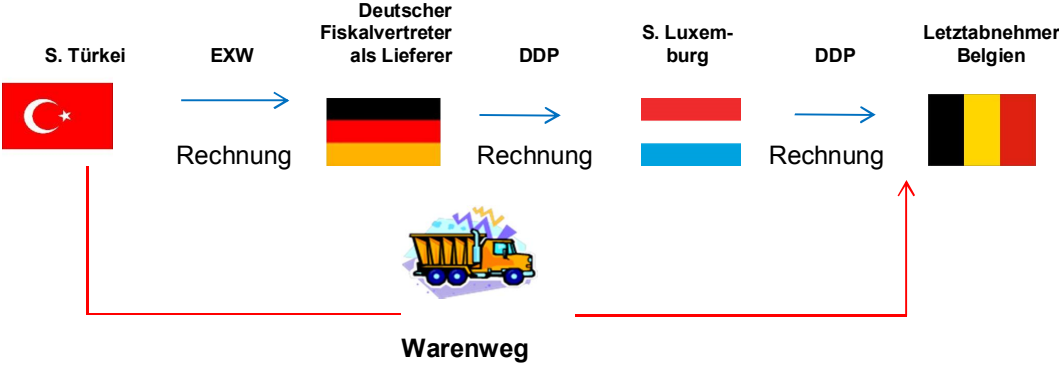 S. Türkei
EXW
Deutscher
Fiskalvertreter
als Lieferer
DDP
S. Luxem-
burg
DDP
Letztabnehmer
Belgien
Rechnung
Rechnung
Rechnung
Warenweg